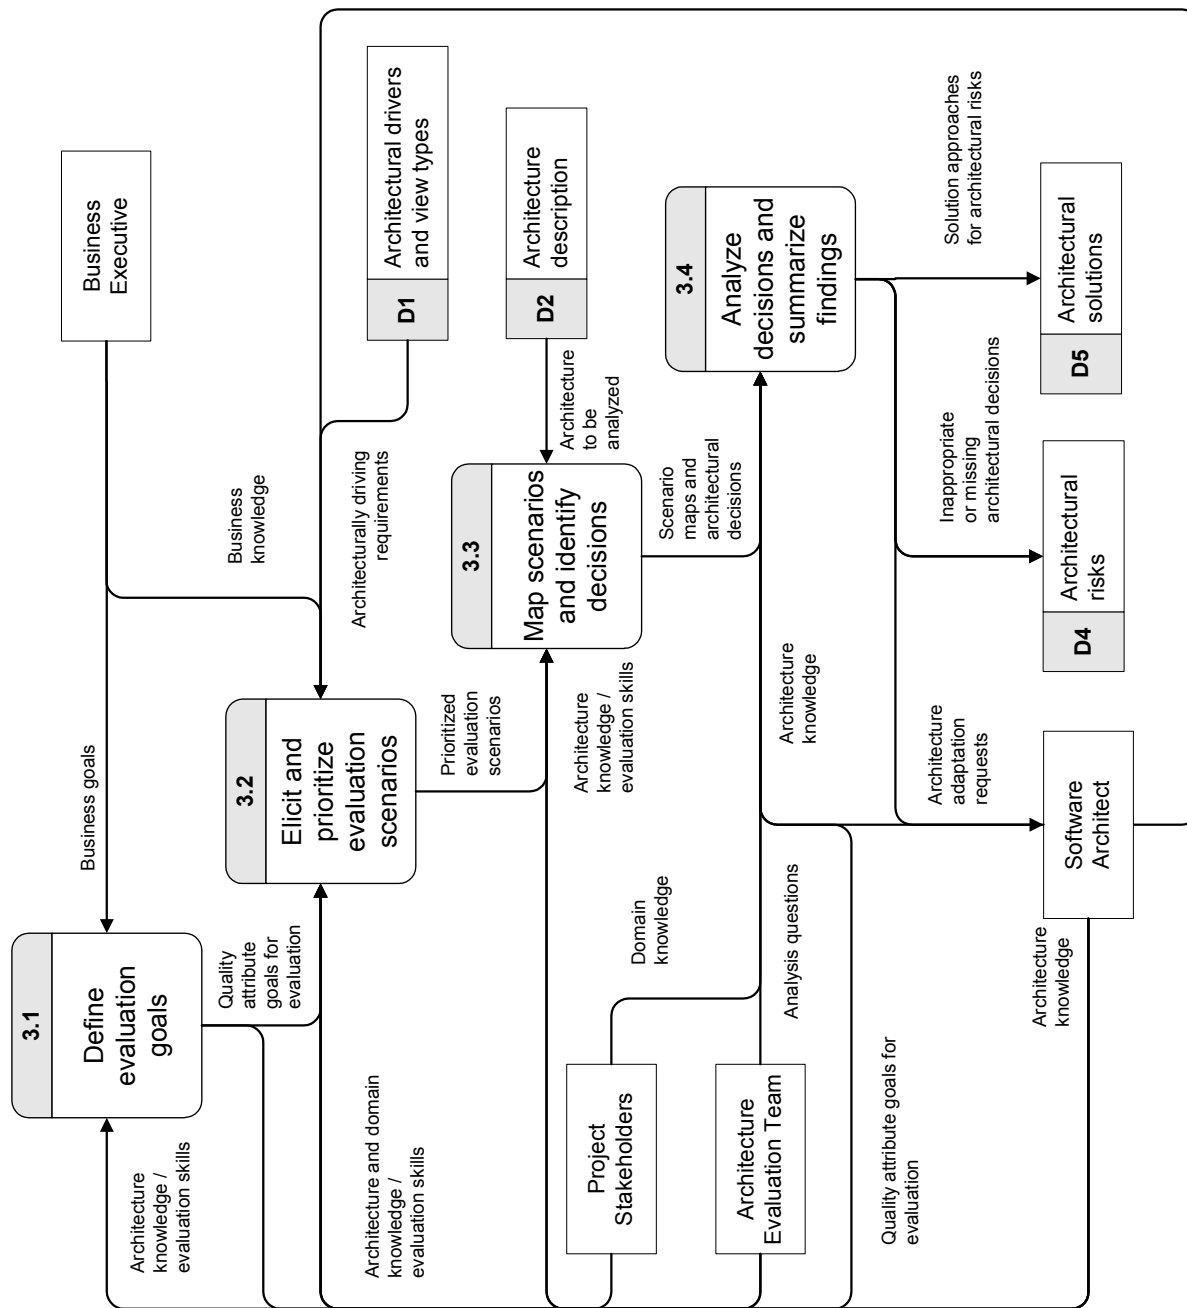 3.1
Define
evaluation
goals
Architecture
knowledge /
evaluation skills
Business goals
Business
Executive
Quality
attribute
goals for
evaluation
3.2
Elicit and
prioritize
evaluation
scenarios
Business
knowledge
Architecture and domain
knowledge /
evaluation skills
Architecturally driving
requirements
D1
Architectural drivers
and view types
Prioritized
evaluation
scenarios
3.3
Map scenarios
and identify
decisions
Architecture
knowledge /
evaluation skills
Architecture
to be
analyzed
D2
Architecture
description
Project
Stakeholders
Domain
knowledge
Scenario
maps and
architectural
decisions
3.4
Analyze
decisions and
summarize
findings
Architecture
Evaluation Team
Analysis questions
Architecture
knowledge
Quality attribute goals for
evaluation
Architecture
adaptation
requests
Inappropriate
or missing
architectural decisions
Solution approaches
for architectural risks
Architecture
knowledge
Software
Architect
D4
Architectural
risks
D5
Architectural
solutions